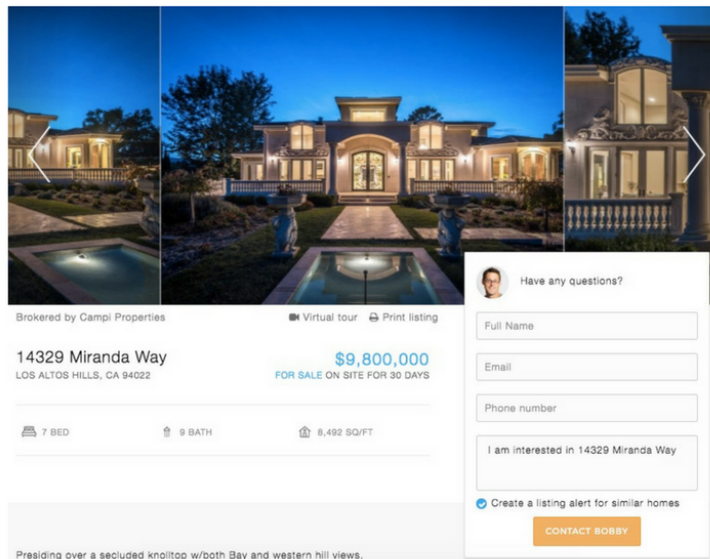 Brokered by Campi Properties
Virtual tour
Print listing
14329 Miranda Way
$9,800,000
LOS ALTOS HILLS, CA 94022
FOR SALE ON SITE FOR 30 DAYS
7 BED
9 BATH
8,492 SQ/FT
Presiding over a secluded knolltop w/both Bay and western hill views,
Have any questions?
Full Name
Email
Phone number
I am interested in 14329 Miranda Way
Create a listing alert for similar homes
CONTACT BOBBY